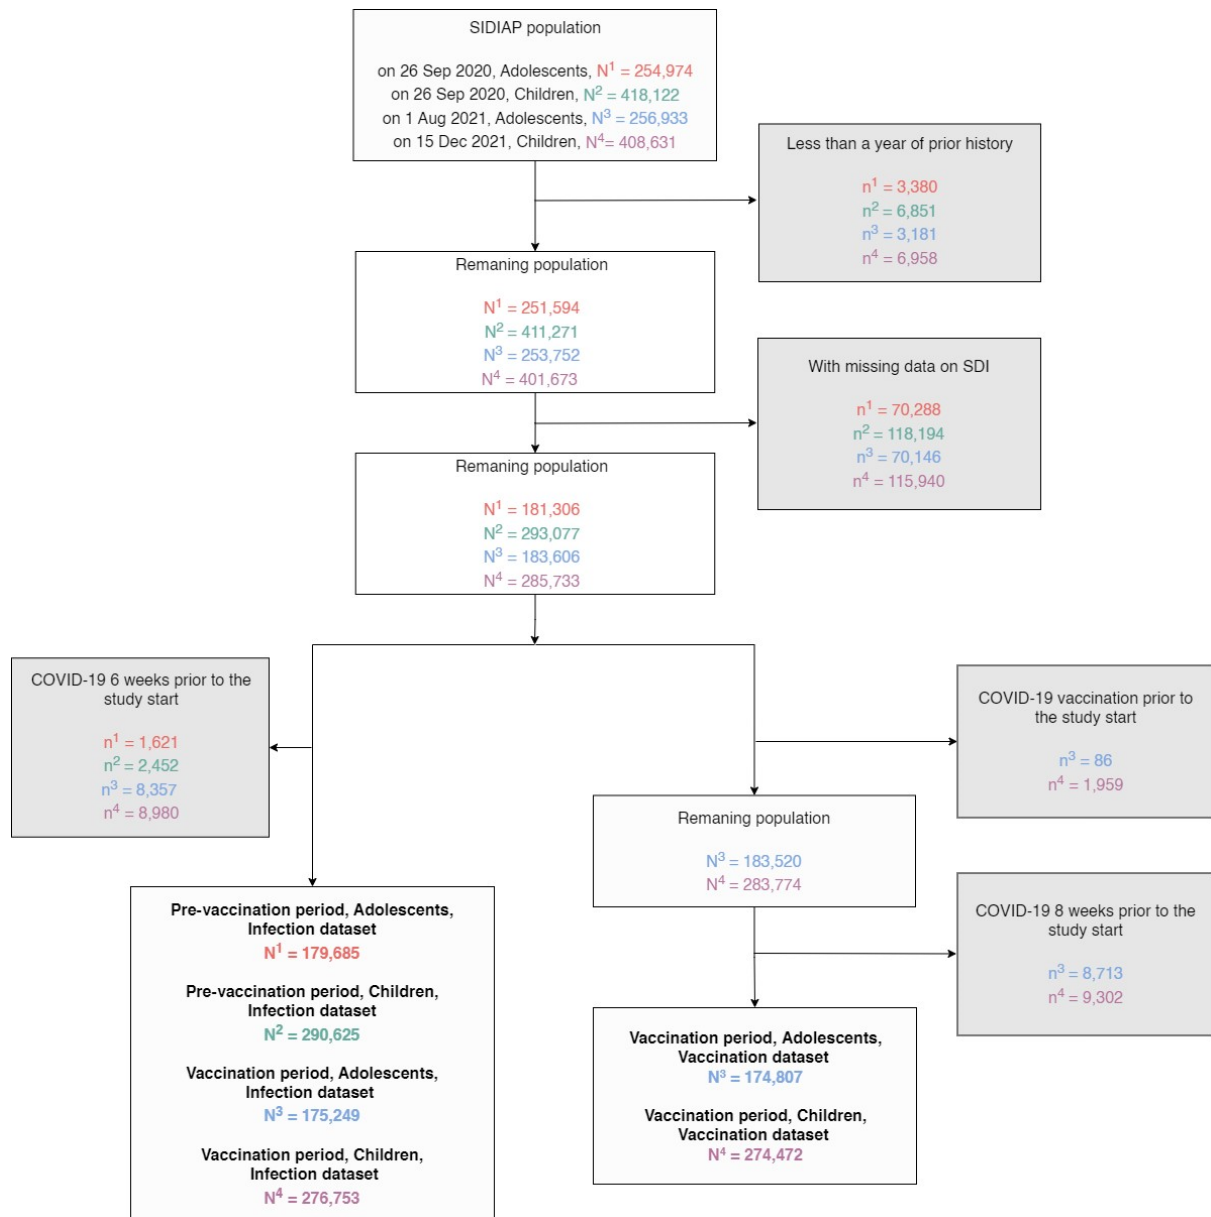 SIDIAP population
on 26 Sep 2020, Adolescents, N¹ = 254,974
on 26 Sep 2020, Children, N² = 418,122
on 1 Aug 2021, Adolescents, N³ = 256,933
on 15 Dec 2021, Children, N⁴= 408,631
Less than a year of prior history
n¹ = 3,380
n² = 6,851
n³ = 3,181
n⁴ = 6,958
Remaning population
N¹ = 251,594
N² = 411,271
N³ = 253,752
N⁴ = 401,673
With missing data on SDI
n¹ = 70,288
n² = 118,194
n³ = 70,146
n⁴ = 115,940
Remaning population
N¹ = 181,306
N² = 293,077
N³ = 183,606
N⁴ = 285,733
COVID-19 6 weeks prior to the
study start
n¹ = 1,621
n² = 2,452
n³ = 8,357
n⁴ = 8,980
COVID-19 vaccination prior to
the study start
n³ = 86
n⁴ = 1,959
Remaning population
N³ = 183,520
N⁴ = 283,774
COVID-19 8 weeks prior to the
study start
n³ = 8,713
n⁴ = 9,302
Pre-vaccination period, Adolescents,
Infection dataset
N¹ = 179,685
Pre-vaccination period, Children,
Infection dataset
N² = 290,625
Vaccination period, Adolescents,
Infection dataset
N³ = 175,249
Vaccination period, Children,
Infection dataset
N⁴ = 276,753
Vaccination period, Adolescents,
Vaccination dataset
N³ = 174,807
Vaccination period, Children,
Vaccination dataset
N⁴ = 274,472